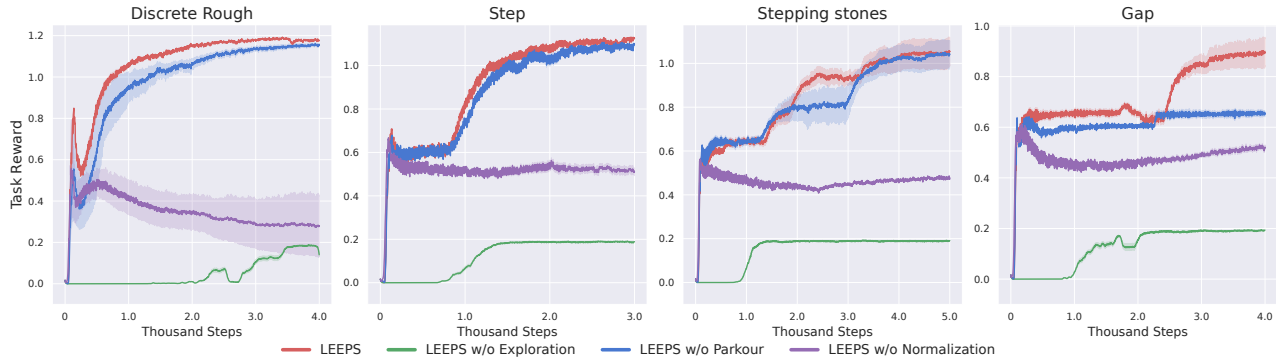 Discrete Rough
Step
Stepping stones
Gap
Task Reward
1.2
1.0
0.8
0.6
0.4
0.2
0.0
0 1.0 2.0 3.0 4.0
Thousand Steps
1.0
0.8
0.6
0.4
0.2
0.0
0 1.0 2.0 3.0
Thousand Steps
1.0
0.8
0.6
0.4
0.2
0.0
0 1.0 2.0 3.0 4.0 5.0
Thousand Steps
1.0
0.8
0.6
0.4
0.2
0.0
0 1.0 2.0 3.0 4.0
Thousand Steps
LEEPS LEEPS w/o Exploration LEEPS w/o Parkour LEEPS w/o Normalization